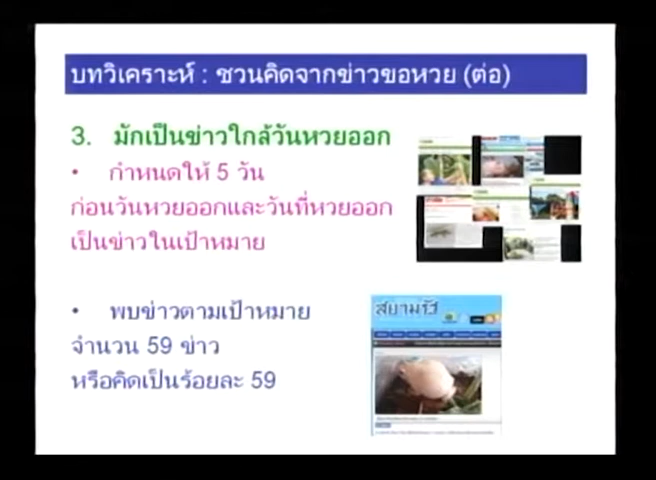 บทวิเคราะห์ : ชวนคิดจากข่าวขอหวย (ต่อ)
3. มักเป็นข่าวใกล้วันหวยออก
• กำหนดให้ 5 วัน
ก่อนวันหวยออกและวันที่หวยออก
เป็นข่าวในเป้าหมาย
• พบข่าวตามเป้าหมาย
จำนวน 59 ข่าว
หรือคิดเป็นร้อยละ 59
สยามรัฐ